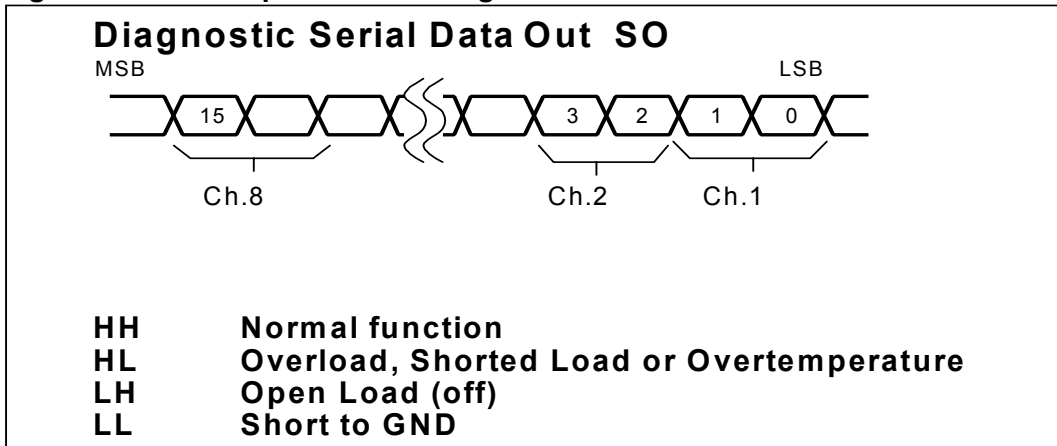 Diagnostic Serial Data Out SO
MSB LSB
15 3 2 1 0
Ch.8 Ch.2 Ch.1
HH Normal function
HL Overload, Shorted Load or Overtemperature
LH Open Load (off)
LL Short to GND